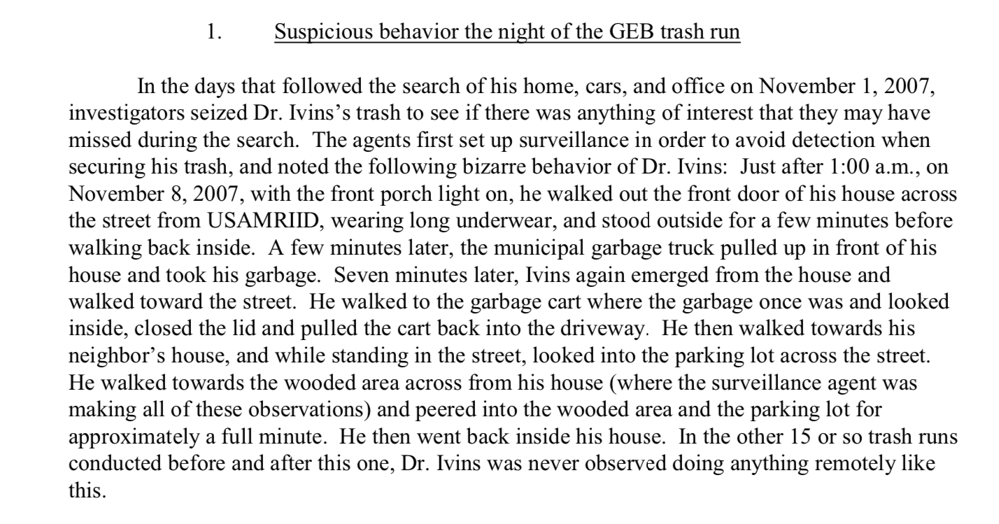 1. Suspicious behavior the night of the GEB trash run
In the days that followed the search of his home, cars, and office on November 1, 2007,
investigators seized Dr. Ivins’s trash to see if there was anything of interest that they may have
missed during the search. The agents first set up surveillance in order to avoid detection when
securing his trash, and noted the following bizarre behavior of Dr. Ivins: Just after 1:00 a.m., on
November 8, 2007, with the front porch light on, he walked out the front door of his house across
the street from USAMRIID, wearing long underwear, and stood outside for a few minutes before
walking back inside. A few minutes later, the municipal garbage truck pulled up in front of his
house and took his garbage. Seven minutes later, Ivins again emerged from the house and
walked toward the street. He walked to the garbage cart where the garbage once was and looked
inside, closed the lid and pulled the cart back into the driveway. He then walked towards his
neighbor’s house, and while standing in the street, looked into the parking lot across the street.
He walked towards the wooded area across from his house (where the surveillance agent was
making all of these observations) and peered into the wooded area and the parking lot for
approximately a full minute. He then went back inside his house. In the other 15 or so trash runs
conducted before and after this one, Dr. Ivins was never observed doing anything remotely like
this.